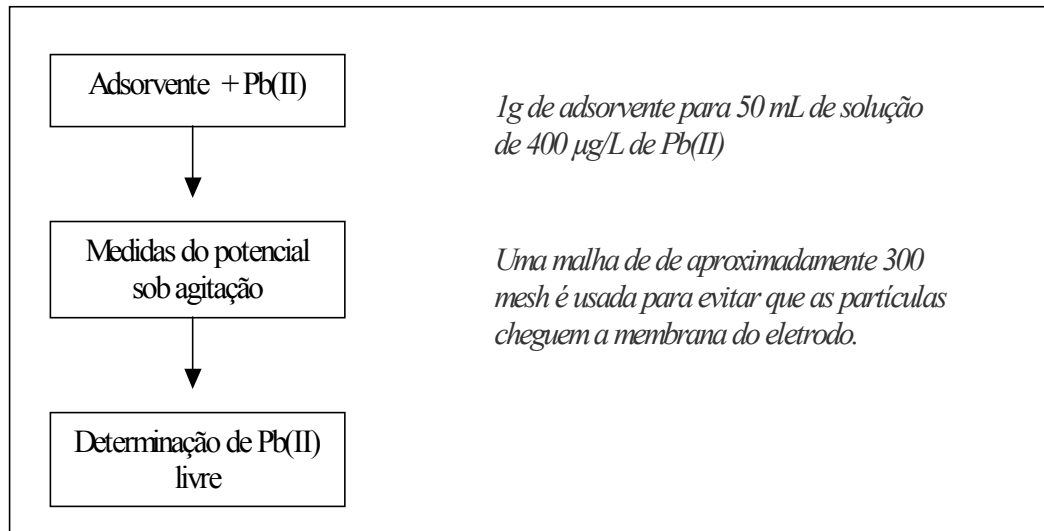 Adsorvente + Pb(II)
1g de adsorvente para 50 mL de solução
de 400 µg/L de Pb(II)
Medidas do potencial
sob agitação
Uma malha de de aproximadamente 300
mesh é usada para evitar que as partículas
cheguem a membrana do eletrodo.
Determinação de Pb(II)
livre